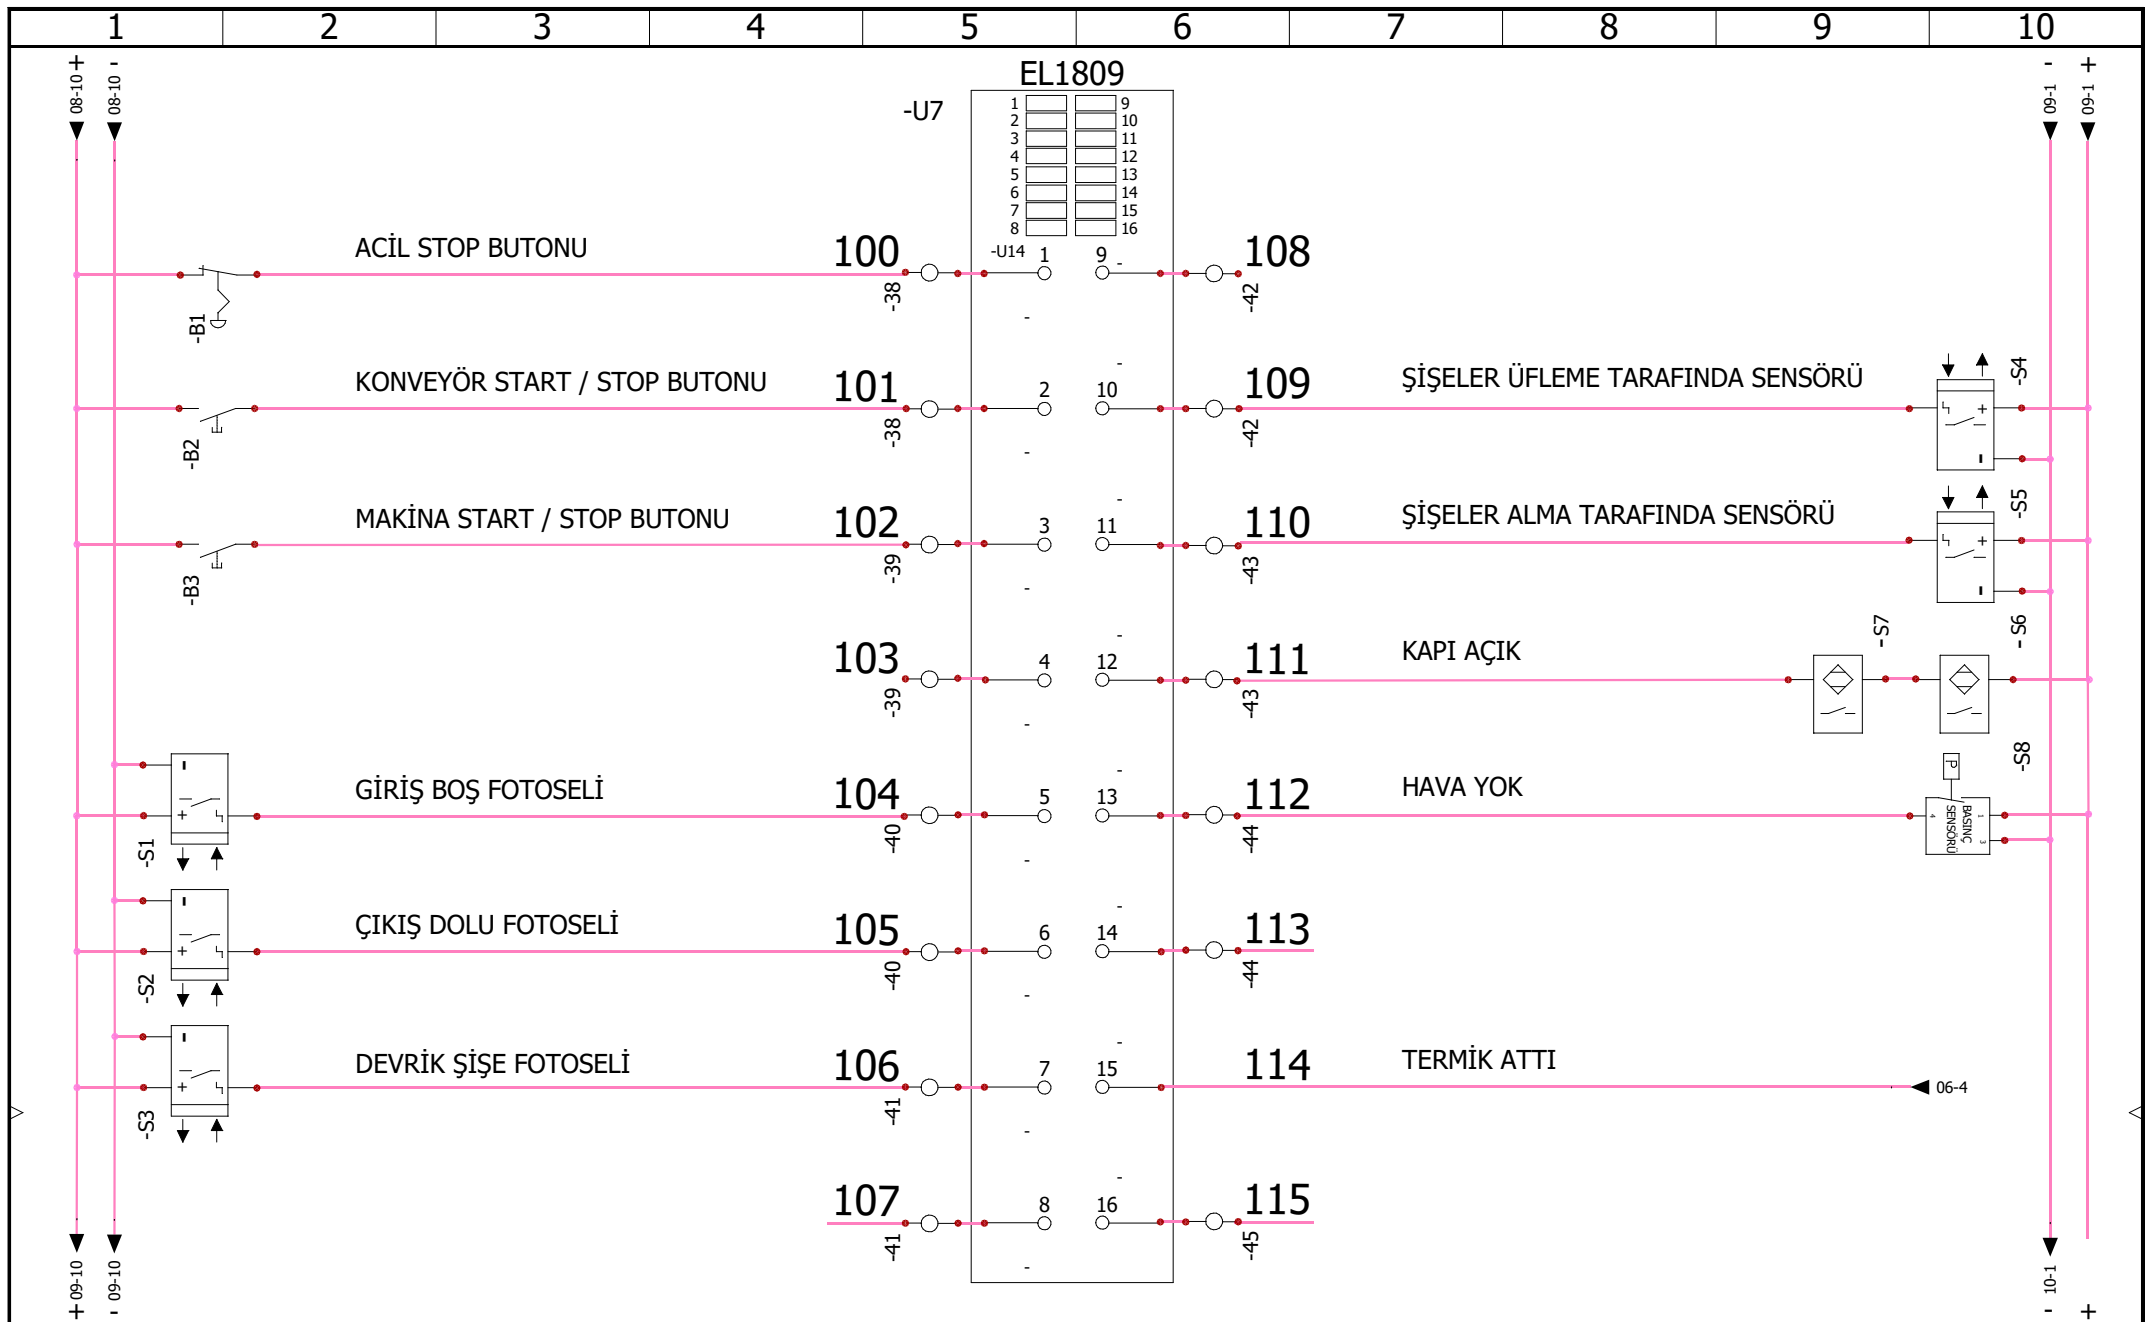 1 2 3 4 5 6 7 8 9 10
+ 08-10
- 08-10
- 09-1
+ 09-1
EL1809
-U7
1 9
2 10
3 11
4 12
5 13
6 14
7 15
8 16
-U14
-B1 ACİL STOP BUTONU 100 -38 1 9 - 108 -42
-
-B2 KONVEYÖR START / STOP BUTONU 101 -38 2 10 - 109 -42 ŞİŞELER ÜFLEME TARAFINDA SENSÖRÜ + - -S4
-
-B3 MAKİNA START / STOP BUTONU 102 -39 3 11 - 110 -43 ŞİŞELER ALMA TARAFINDA SENSÖRÜ + - -S5
-
103 -39 4 12 - 111 -43 KAPI AÇIK -S7 -S6
-
-S1 - + GİRİŞ BOŞ FOTOSELİ 104 -40 5 13 - 112 -44 HAVA YOK P BASINÇ SENSÖRÜ 4 1 3 -S8
-
-S2 - + ÇIKIŞ DOLU FOTOSELİ 105 -40 6 14 - 113 -44
-
-S3 - + DEVRİK ŞİŞE FOTOSELİ 106 -41 7 15 - 114 TERMİK ATTI 06-4
-
107 -41 8 16 - 115 -45
-
+ 09-10
- 09-10
- 10-1
+